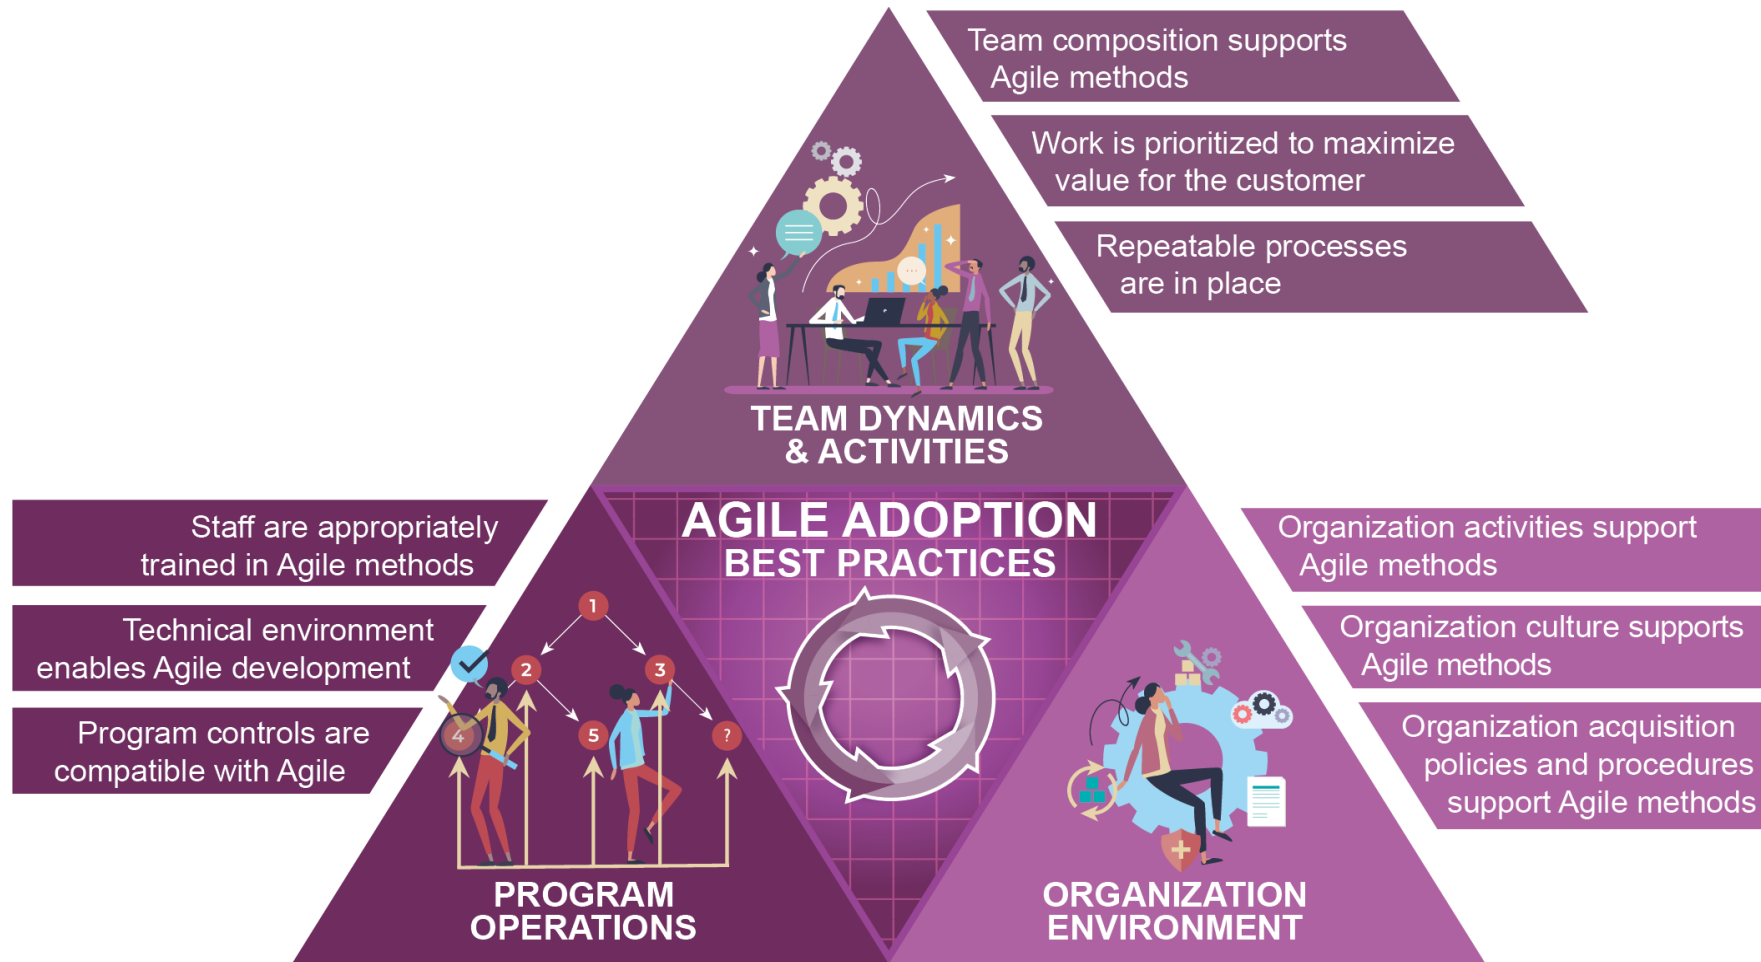 Team composition supports
Agile methods
Work is prioritized to maximize
value for the customer
Repeatable processes
are in place
TEAM DYNAMICS
& ACTIVITIES
AGILE ADOPTION
BEST PRACTICES
Staff are appropriately
trained in Agile methods
Technical environment
enables Agile development
Program controls are
compatible with Agile
1
2
3
4
5
?
PROGRAM
OPERATIONS
Organization activities support
Agile methods
Organization culture supports
Agile methods
Organization acquisition
policies and procedures
support Agile methods
ORGANIZATION
ENVIRONMENT